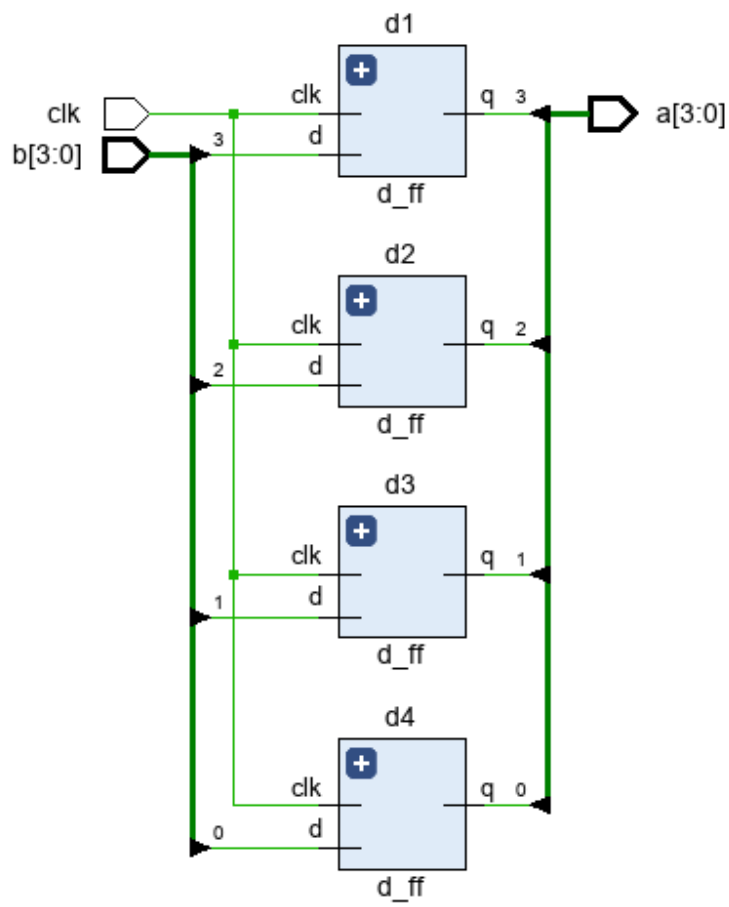 d1
clk
clk
q 3
a[3:0]
b[3:0]
3
d
d_ff
d2
clk
q 2
2
d
d_ff
d3
clk
q 1
1
d
d_ff
d4
clk
q 0
0
d
d_ff